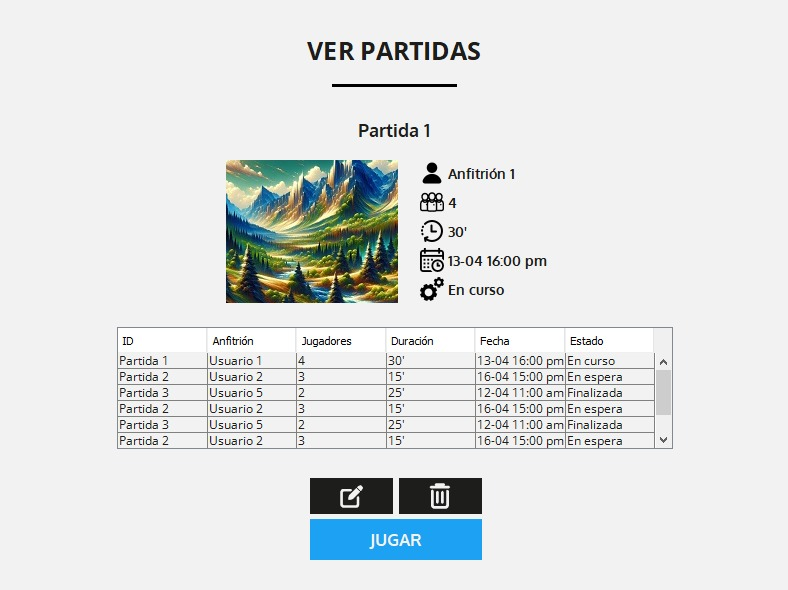 VER PARTIDAS
Partida 1
Anfitrión 1
4
30'
13-04 16:00 pm
En curso
ID Anfitrión Jugadores Duración Fecha Estado
Partida 1 Usuario 1 4 30' 13-04 16:00 pm En curso
Partida 2 Usuario 2 3 15' 16-04 15:00 pm En espera
Partida 3 Usuario 5 2 25' 12-04 11:00 am Finalizada
Partida 2 Usuario 2 3 15' 16-04 15:00 pm En espera
Partida 3 Usuario 5 2 25' 12-04 11:00 am Finalizada
Partida 2 Usuario 2 3 15' 16-04 15:00 pm En espera
JUGAR